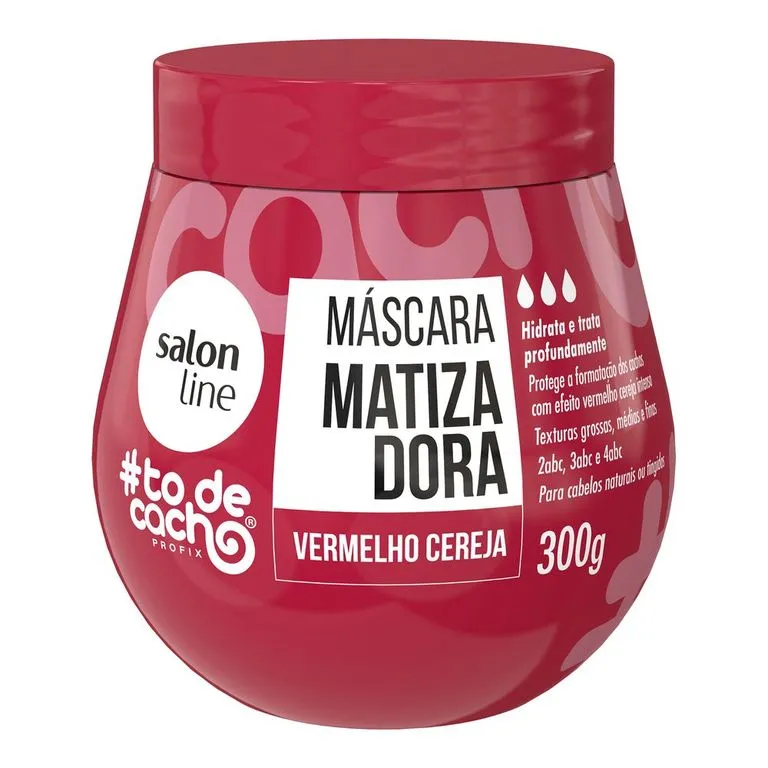 salon
line
#to de
cacho®
PROFIX
MÁSCARA
MATIZA
DORA
VERMELHO CEREJA
Hidrata e trata
profundamente
Protege a formatação dos cachos
com efeito vermelho cereja intenso
Texturas grossas, médias e finas
2abc, 3abc e 4abc
Para cabelos naturais ou tingidos
300g